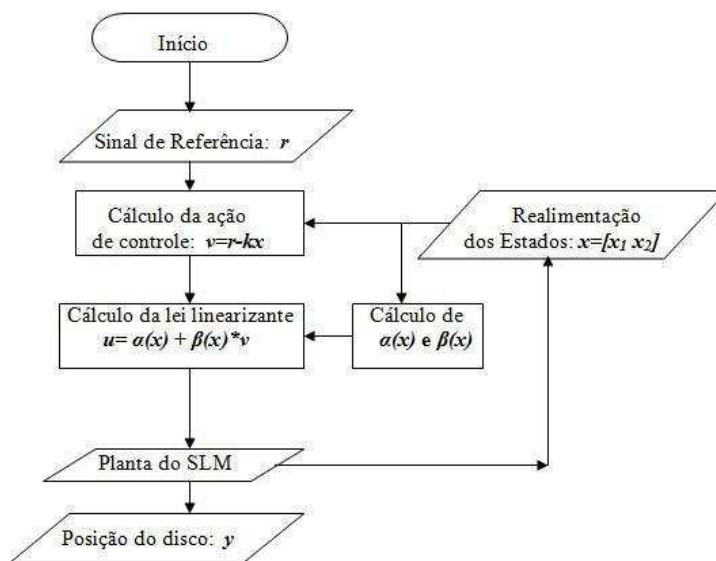 Início
Sinal de Referência: r
Cálculo da ação
de controle: v=r-kx
Realimentação
dos Estados: x=[x₁ x₂]
Cálculo da lei linearizante
u= α(x) + β(x)*v
Cálculo de
α(x) e β(x)
Planta do SLM
Posição do disco: y